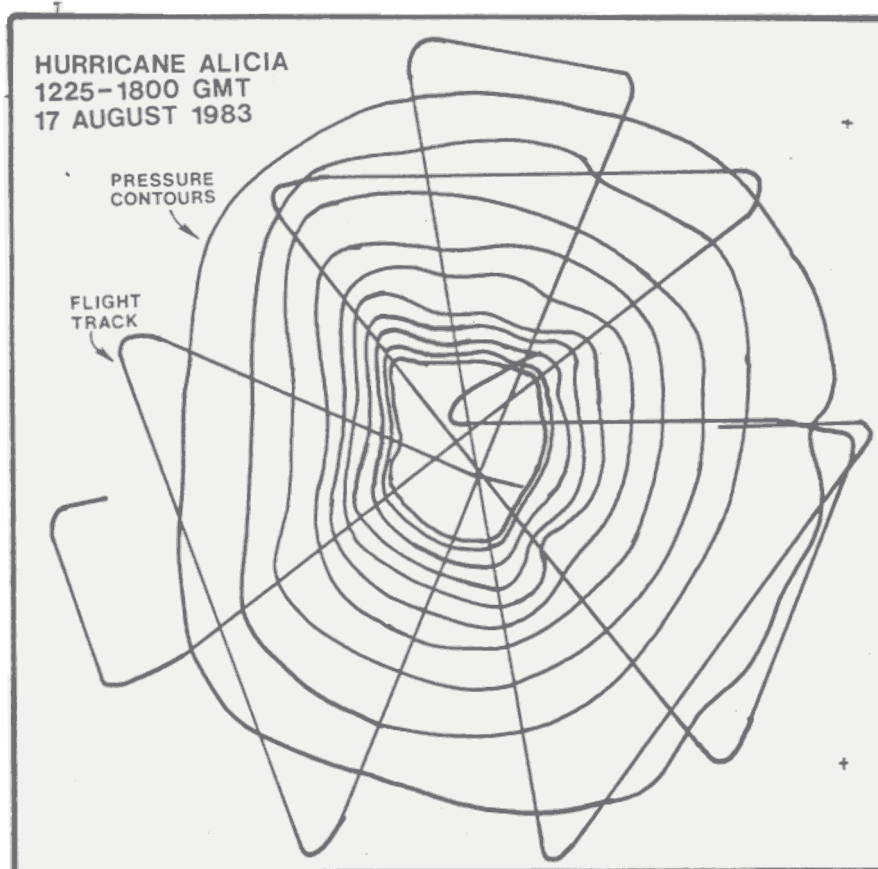 HURRICANE ALICIA
1225-1800 GMT
17 AUGUST 1983
PRESSURE
CONTOURS
FLIGHT
TRACK